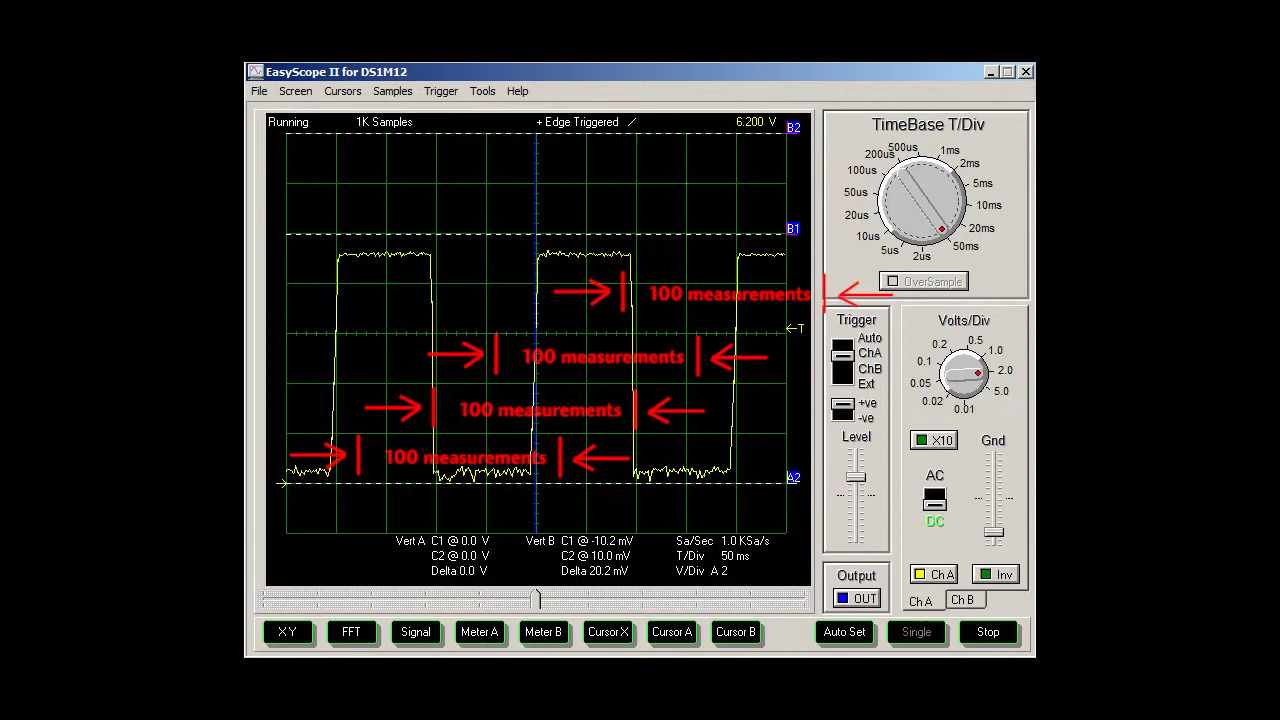 EasyScope II for DS1M12
File Screen Cursors Samples Trigger Tools Help
Running 1K Samples + Edge Triggered 6.200 V
B2
B1
T
A2
100 measurements
100 measurements
100 measurements
100 measurements
Vert A C1 @ 0.0 V Vert B C1 @ -10.2 mV Sa/Sec 1.0 KSa/s
C2 @ 0.0 V C2 @ 10.0 mV T/Div 50 ms
Delta 0.0 V Delta 20.2 mV V/Div A 2
TimeBase T/Div
500us 1ms
200us 2ms
100us 5ms
50us 10ms
20us 20ms
10us 50ms
5us 2us
OverSample
Trigger
Auto
ChA
ChB
Ext
+ve
-ve
Level
Volts/Div
0.2 0.5
0.1 1.0
0.05 2.0
0.02 5.0
0.01
X10 Gnd
AC
DC
Ch A Inv
Ch A Ch B
Output
OUT
XY FFT Signal Meter A Meter B Cursor X Cursor A Cursor B Auto Set Single Stop